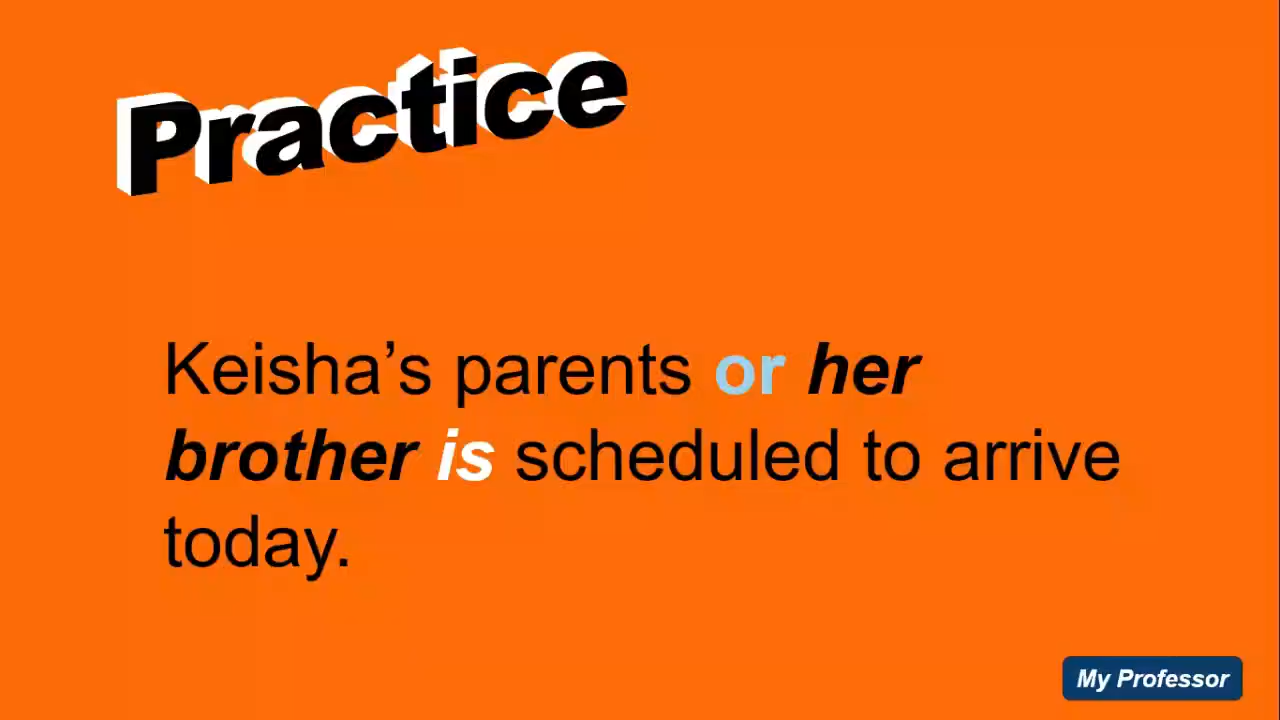 Practice
Keisha’s parents or her
brother is scheduled to arrive
today.
My Professor